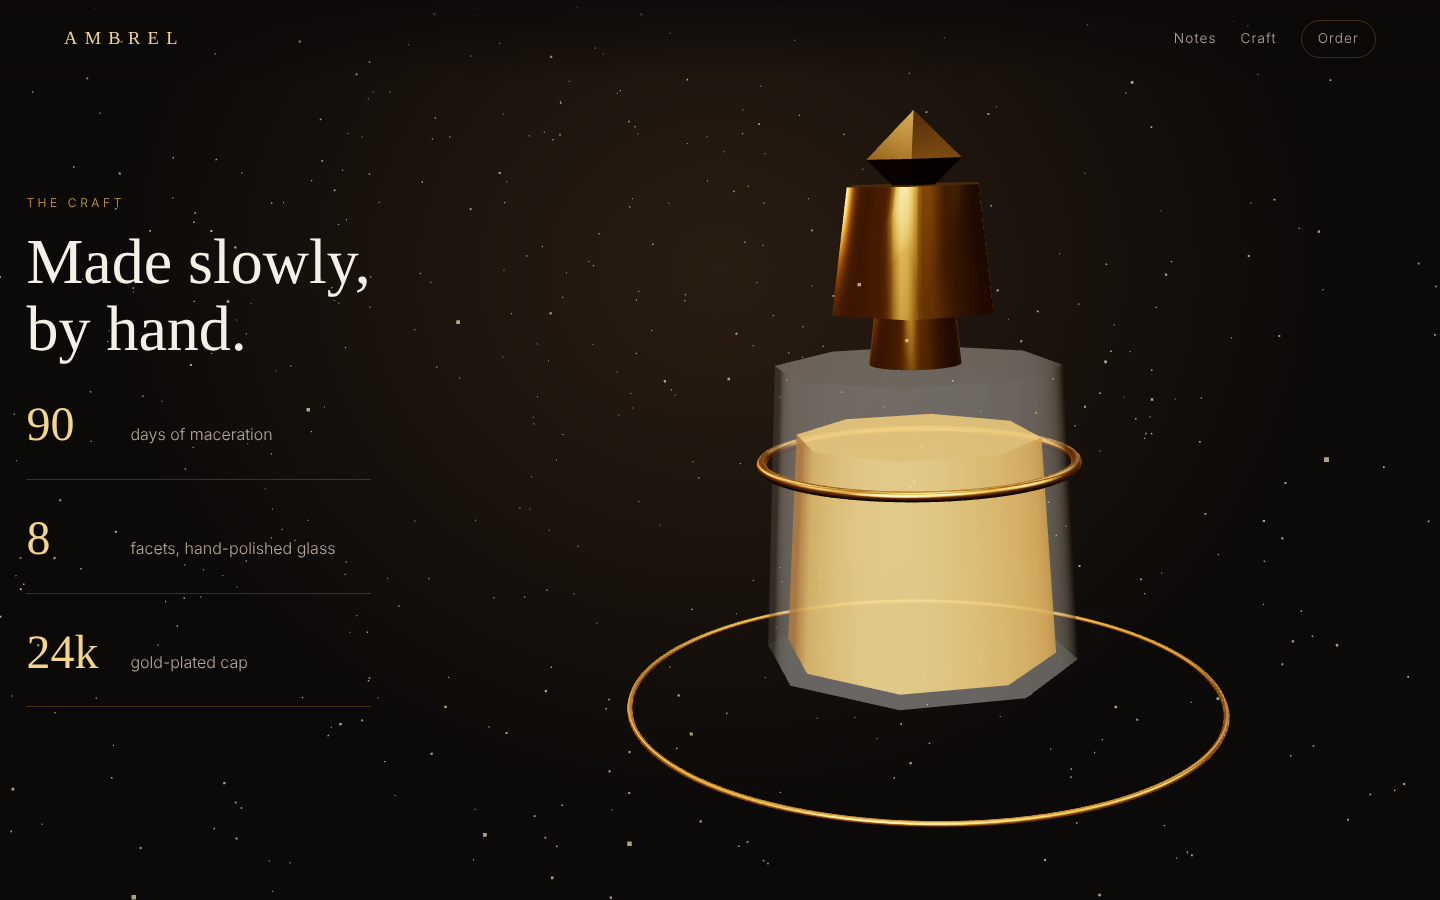 AMBREL
Notes Craft Order
THE CRAFT
Made slowly,
by hand.
90 days of maceration
8 facets, hand-polished glass
24k gold-plated cap